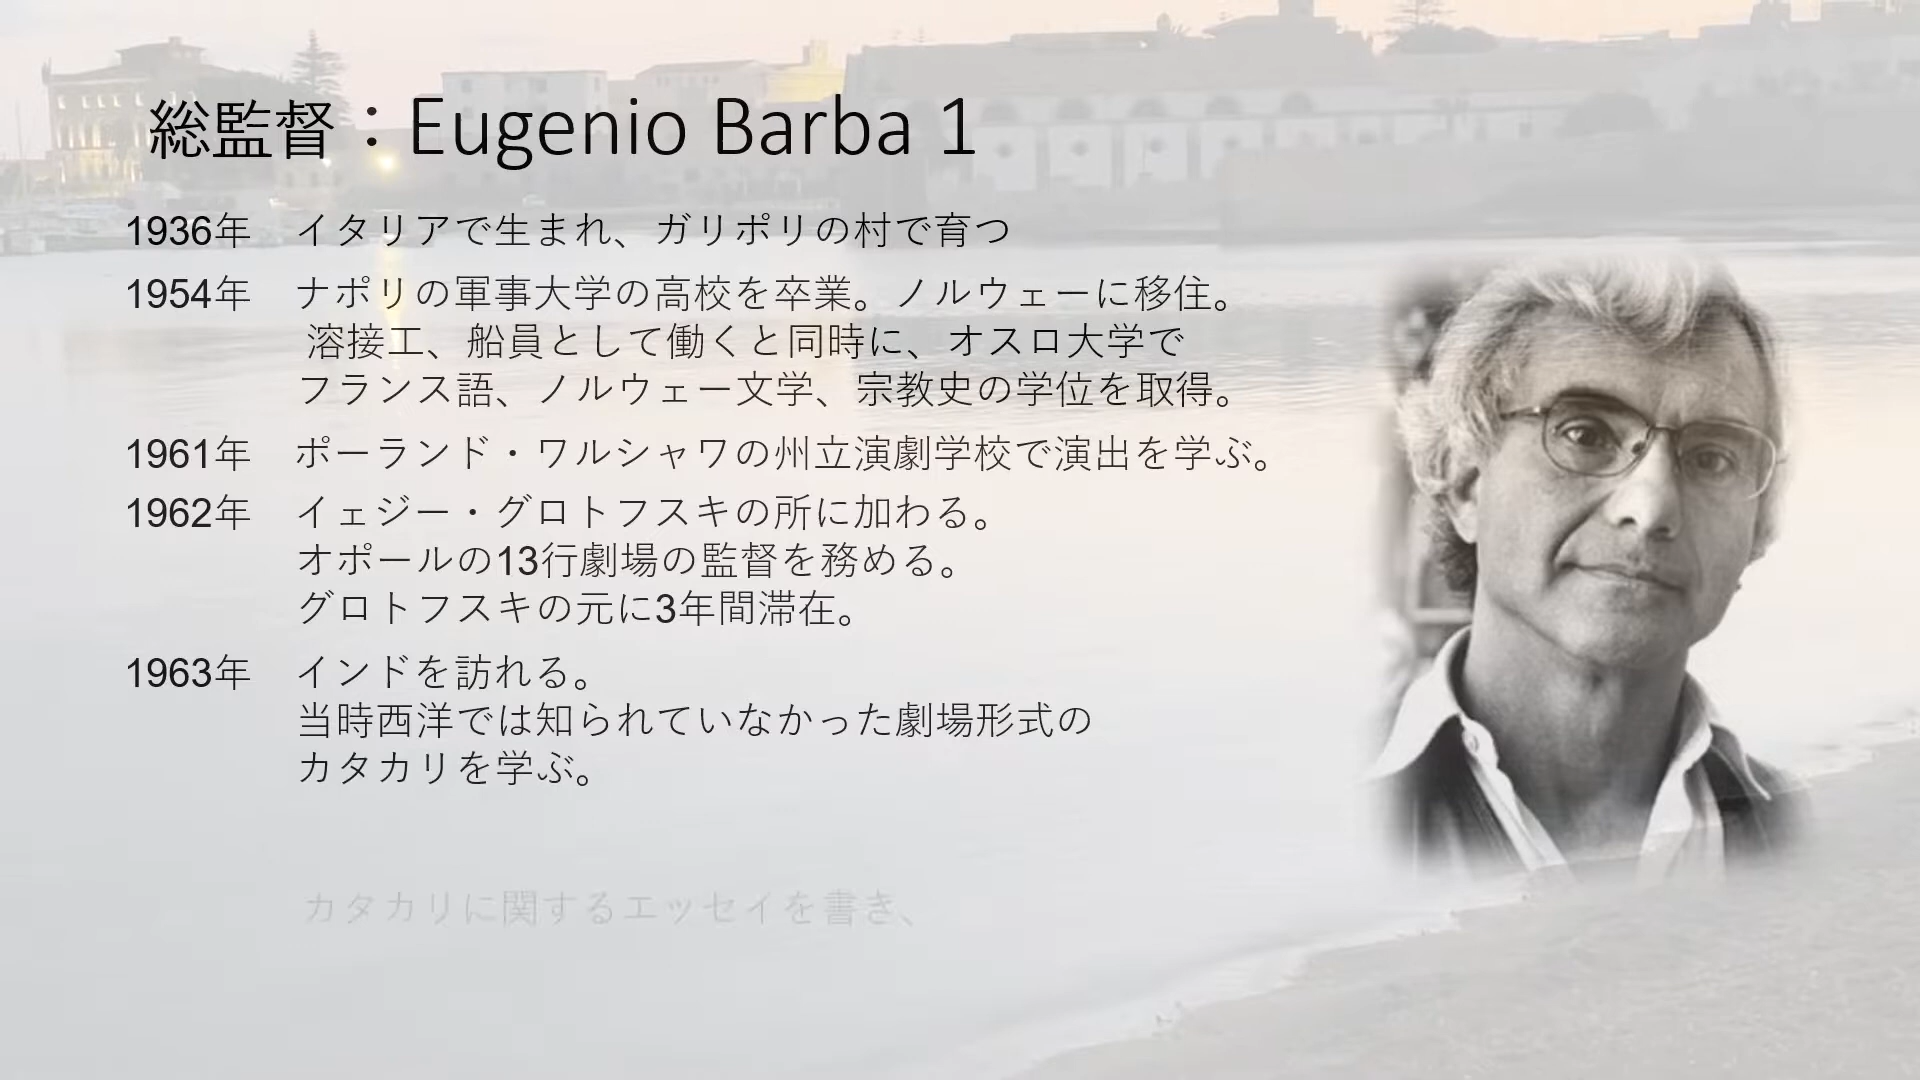 総監督：Eugenio Barba 1
1936年　イタリアで生まれ、ガリポリの村で育つ
1954年　ナポリの軍事大学の高校を卒業。ノルウェーに移住。
溶接工、船員として働くと同時に、オスロ大学で
フランス語、ノルウェー文学、宗教史の学位を取得。
1961年　ポーランド・ワルシャワの州立演劇学校で演出を学ぶ。
1962年　イェジー・グロトフスキの所に加わる。
オポールの13行劇場の監督を務める。
グロトフスキの元に3年間滞在。
1963年　インドを訪れる。
当時西洋では知られていなかった劇場形式の
カタカリを学ぶ。
カタカリに関するエッセイを書き、